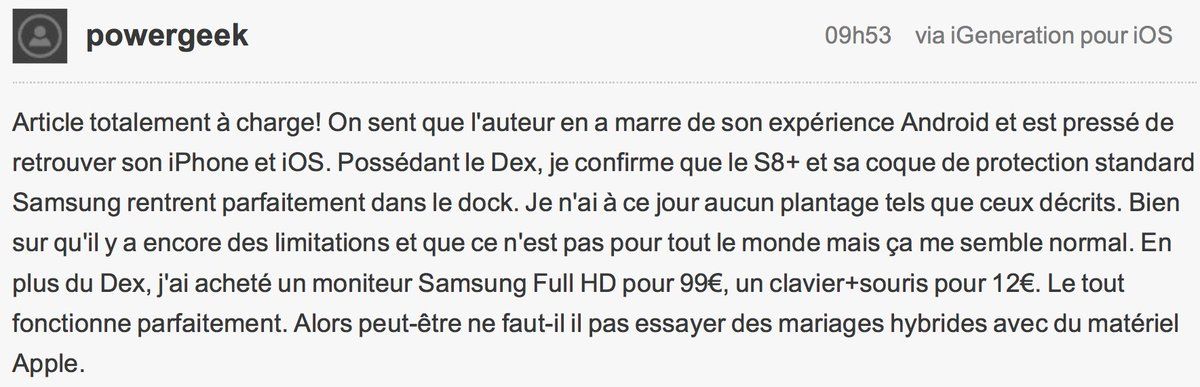 powergeek
09h53 via iGeneration pour iOS
Article totalement à charge! On sent que l'auteur en a marre de son expérience Android et est pressé de
retrouver son iPhone et iOS. Possédant le Dex, je confirme que le S8+ et sa coque de protection standard
Samsung rentrent parfaitement dans le dock. Je n'ai à ce jour aucun plantage tels que ceux décrits. Bien
sur qu'il y a encore des limitations et que ce n'est pas pour tout le monde mais ça me semble normal. En
plus du Dex, j'ai acheté un moniteur Samsung Full HD pour 99€, un clavier+souris pour 12€. Le tout
fonctionne parfaitement. Alors peut-être ne faut-il il pas essayer des mariages hybrides avec du matériel
Apple.